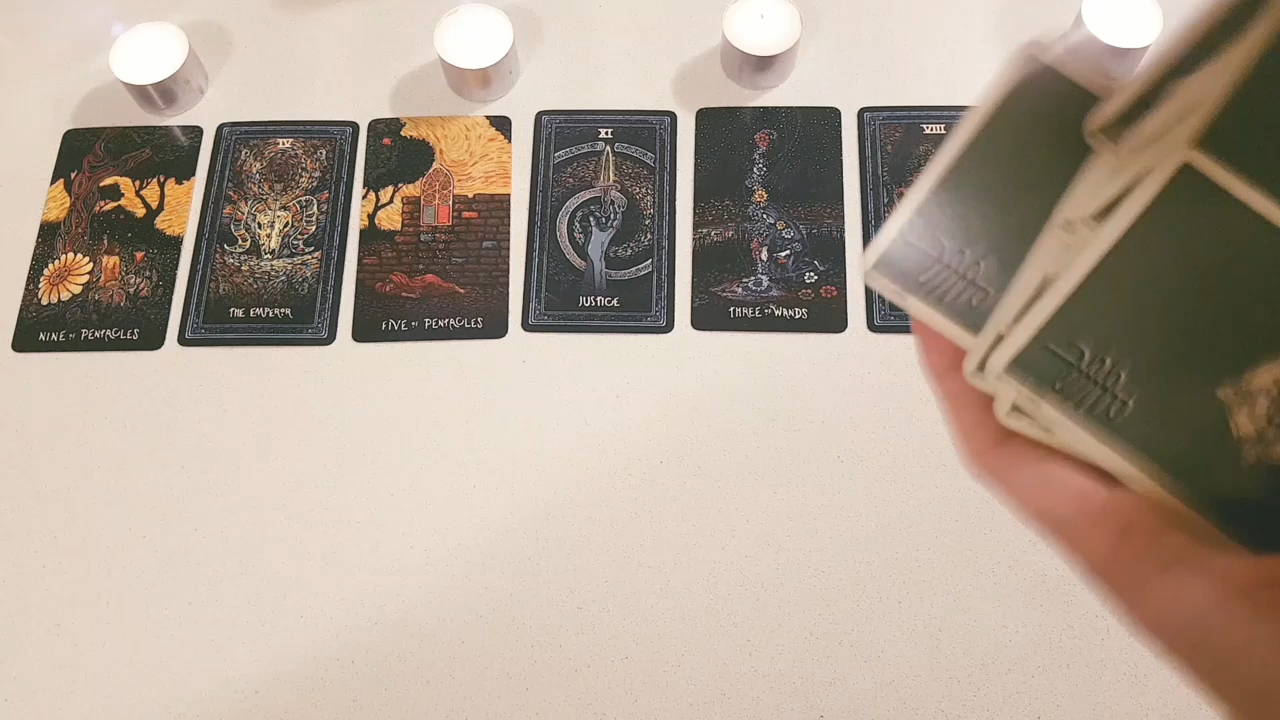 NINE OF PENTACLES
IV
THE EMPEROR
FIVE OF PENTACLES
XI
JUSTICE
THREE OF WANDS
VIII